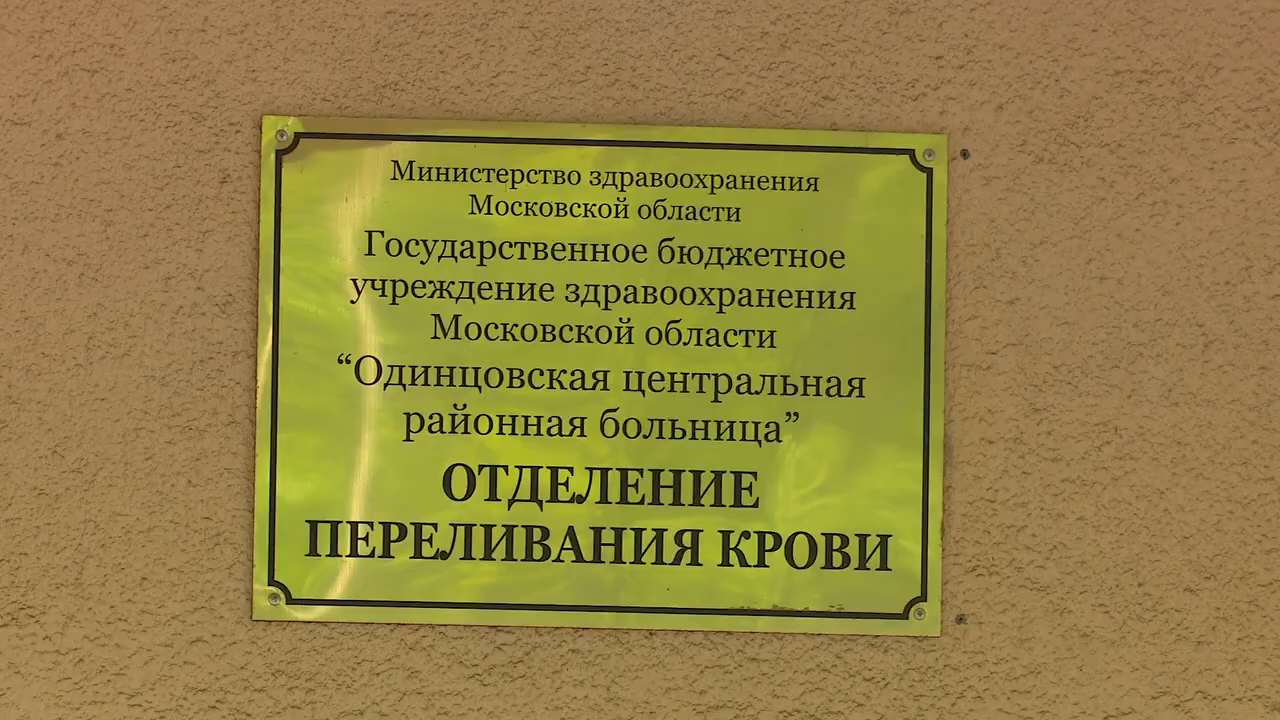 Министерство здравоохранения
Московской области
Государственное бюджетное
учреждение здравоохранения
Московской области
“Одинцовская центральная
районная больница”
ОТДЕЛЕНИЕ
ПЕРЕЛИВАНИЯ КРОВИ